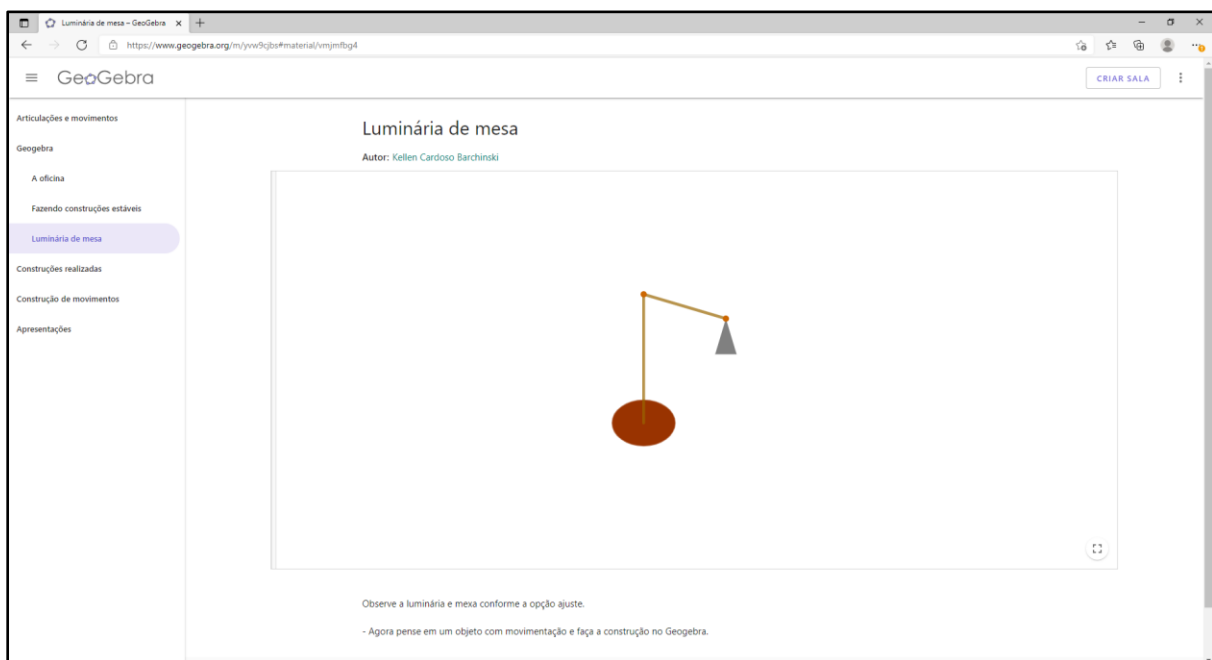 Luminária de mesa – GeoGebra
https://www.geogebra.org/m/yvw9cjbs#material/vmjmfbg4
GeoGebra
CRIAR SALA
Articulações e movimentos
Geogebra
A oficina
Fazendo construções estáveis
Luminária de mesa
Construções realizadas
Construção de movimentos
Apresentações
Luminária de mesa
Autor: Kellen Cardoso Barchinski
Observe a luminária e mexa conforme a opção ajuste.
- Agora pense em um objeto com movimentação e faça a construção no Geogebra.